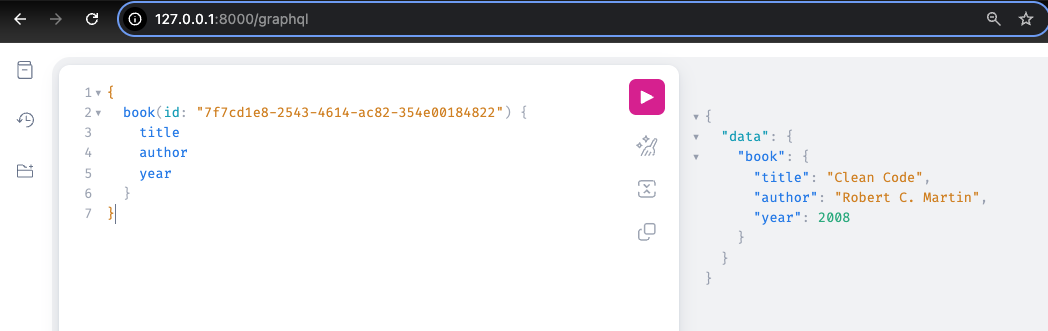 127.0.0.1:8000/graphql
1 {
2 book(id: "7f7cd1e8-2543-4614-ac82-354e00184822") {
3 title
4 author
5 year
6 }
7 }
{
"data": {
"book": {
"title": "Clean Code",
"author": "Robert C. Martin",
"year": 2008
}
}
}